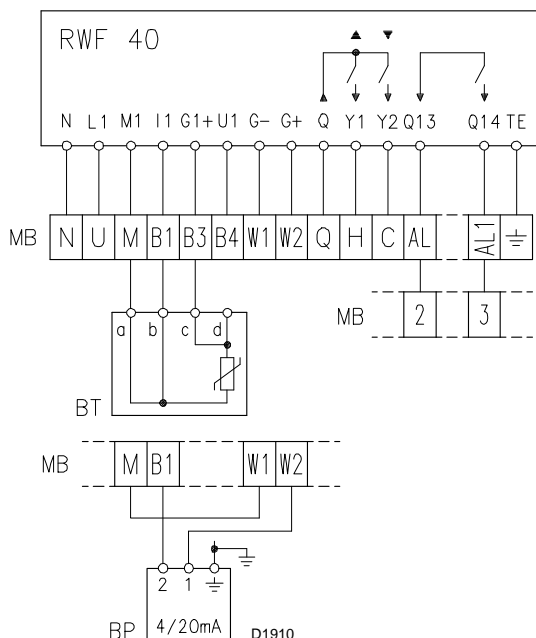 RWF 40
N L1 M1 I1 G1+ U1 G- G+ Q Y1 Y2 Q13 Q14 TE
MB N U M B1 B3 B4 W1 W2 Q H C AL AL1
MB 2 3
a b c d
BT
MB M B1 W1 W2
2 1
BP 4/20mA D1910